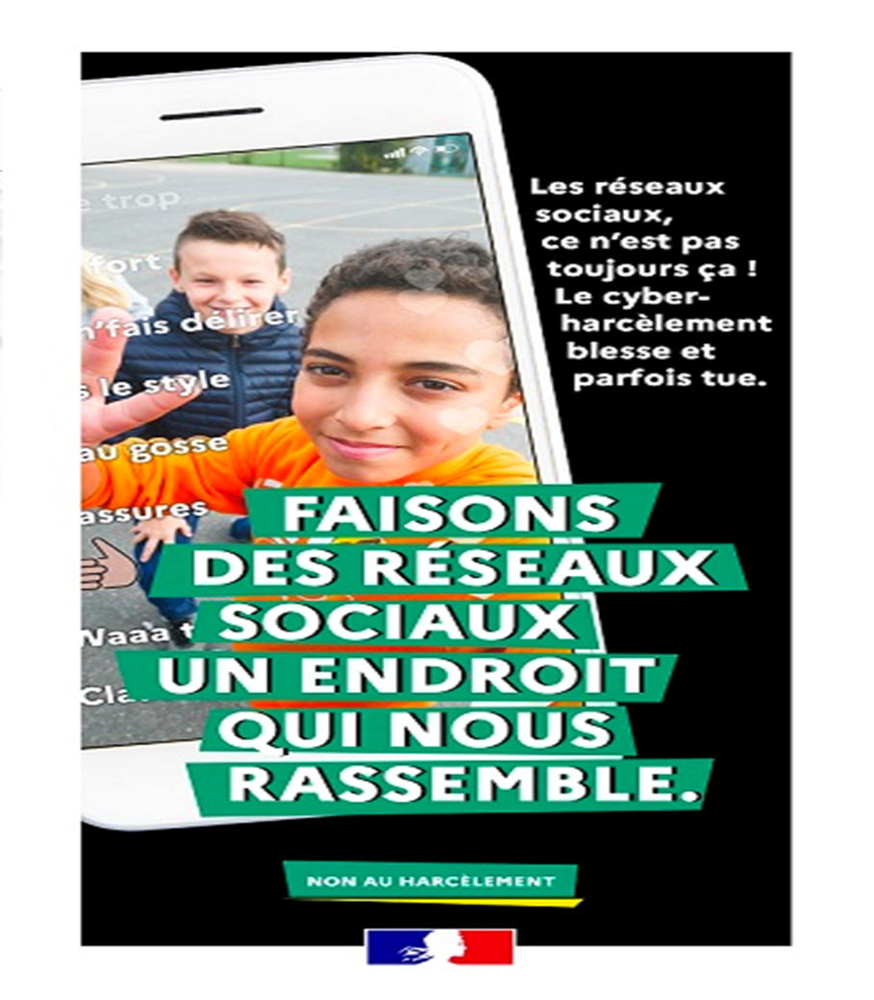 Les réseaux
sociaux,
ce n'est pas
toujours ça !
Le cyber-
harcèlement
blesse et
parfois tue.
e trop
fort
n'fais délirer
s le style
au gosse
assures
Waaa t
Cla
FAISONS
DES RÉSEAUX
SOCIAUX
UN ENDROIT
QUI NOUS
RASSEMBLE.
NON AU HARCÈLEMENT